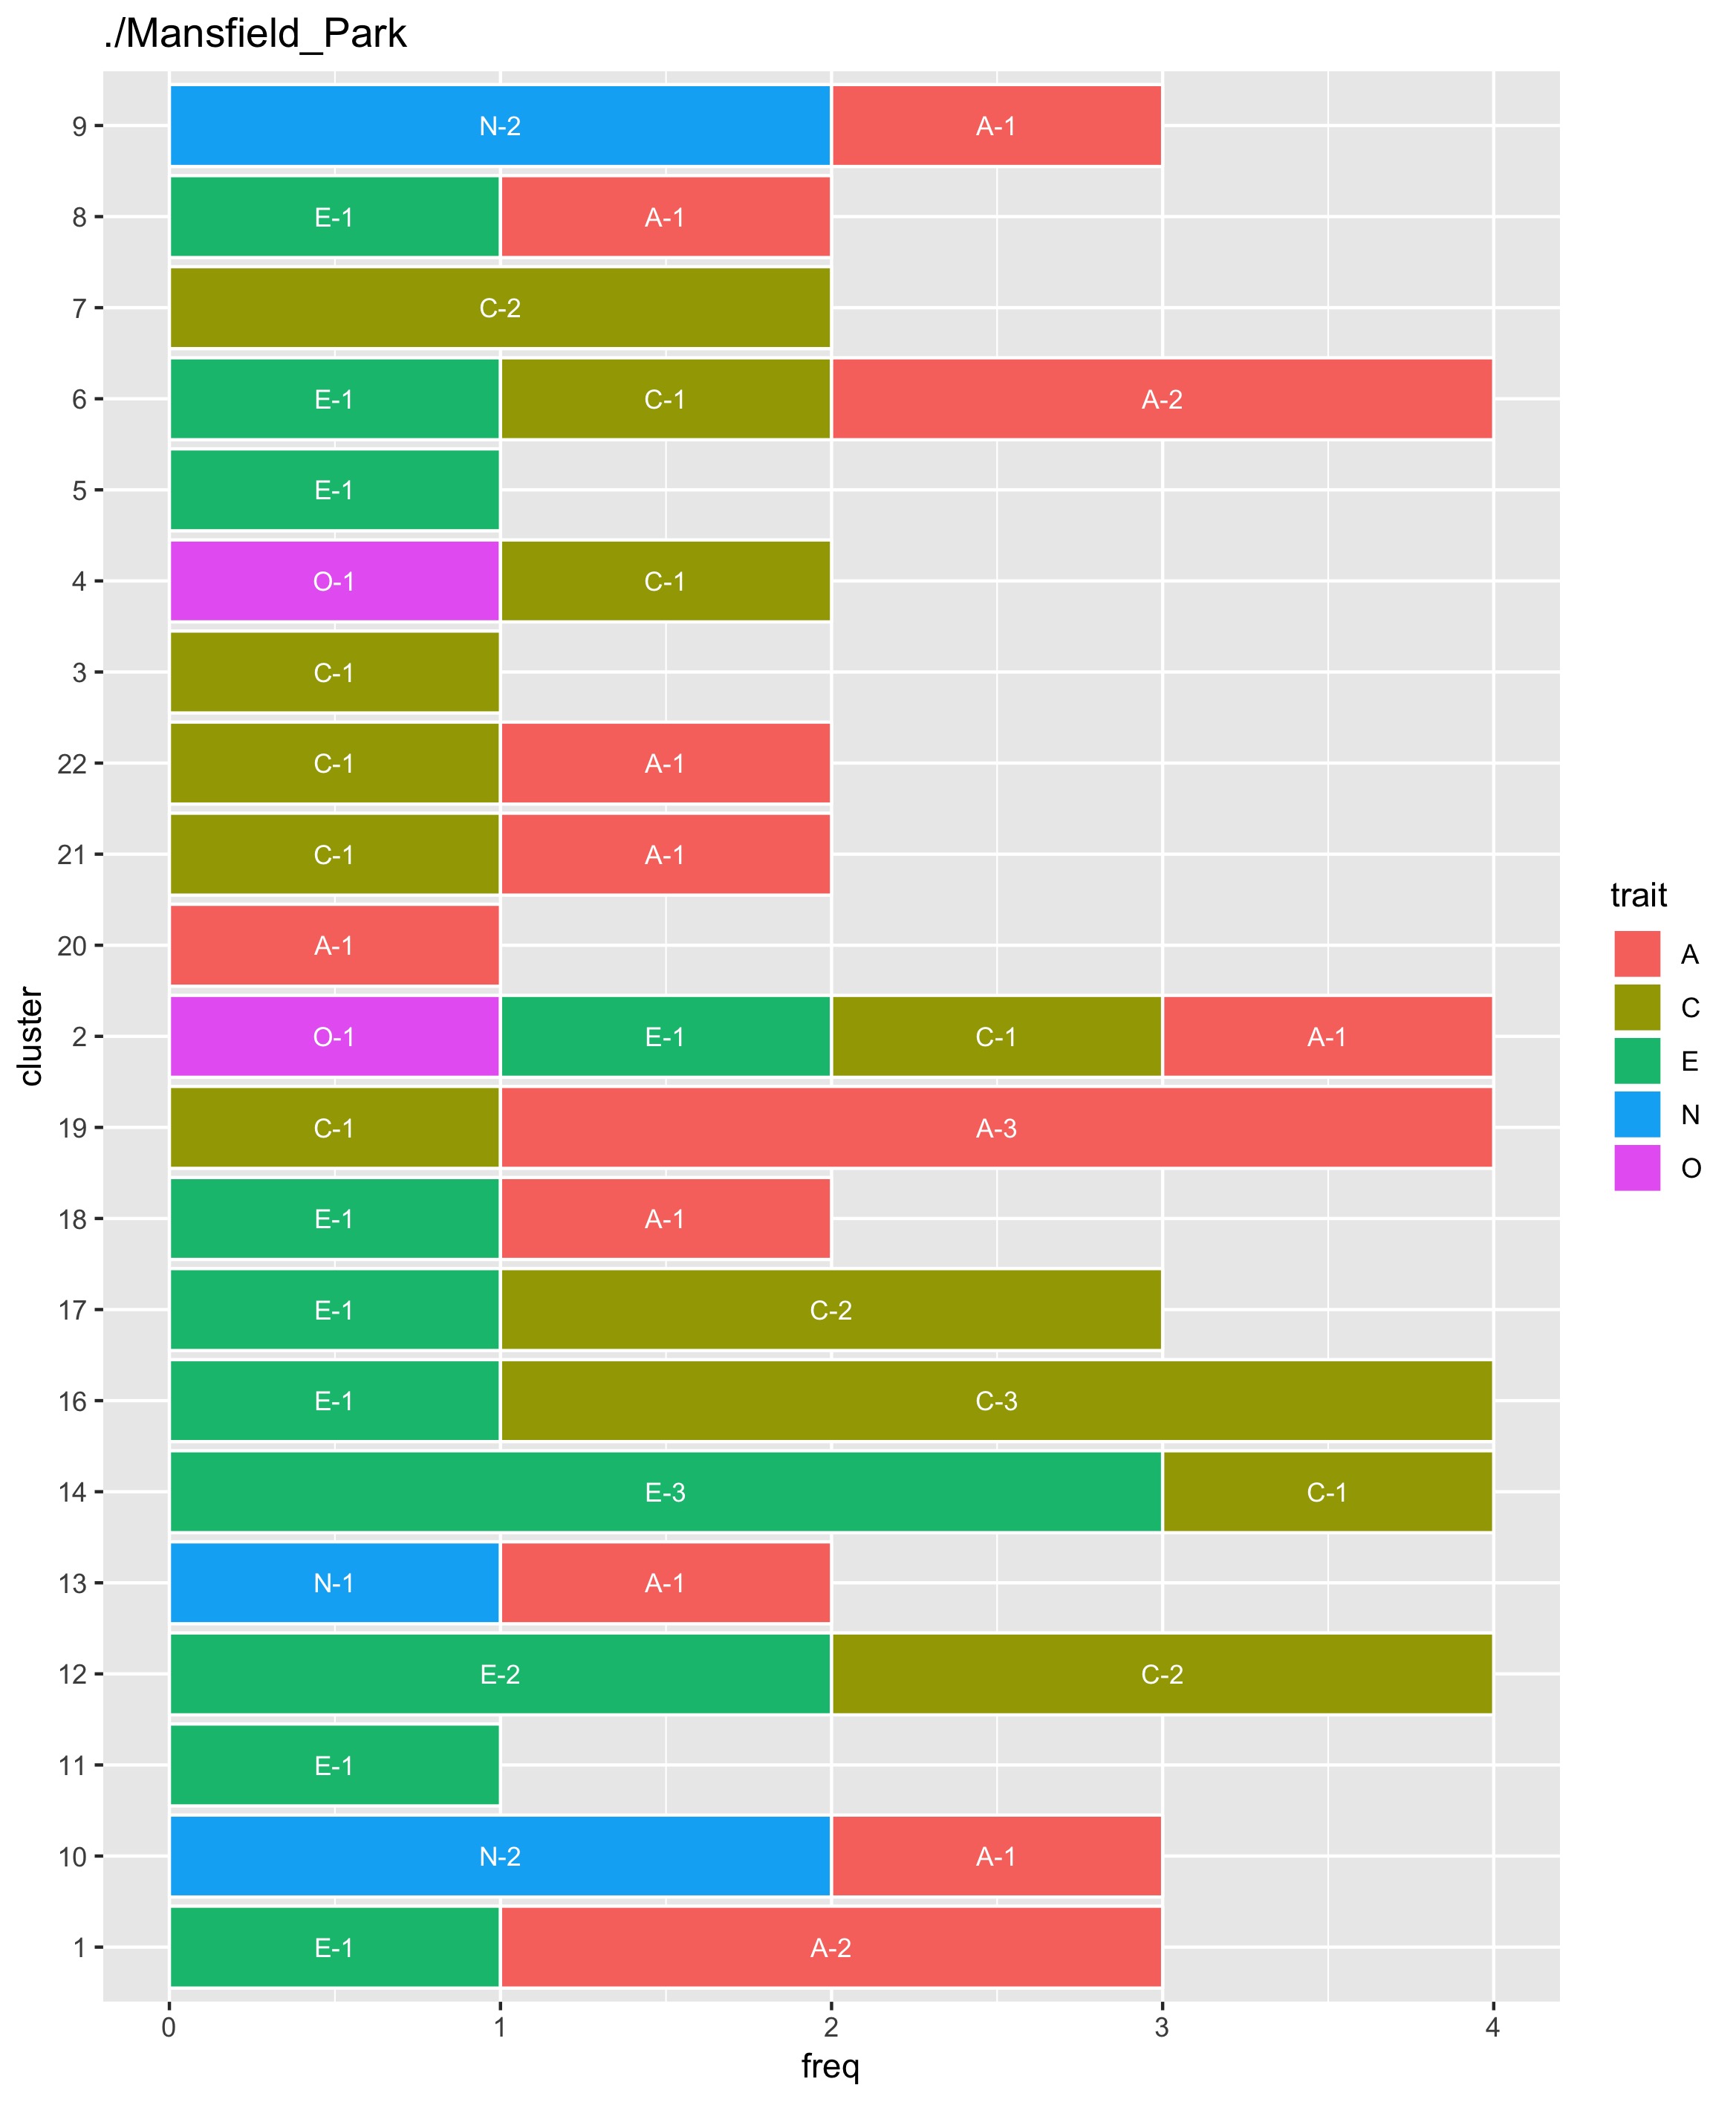 ./Mansfield_Park
9 N-2 A-1
8 E-1 A-1
7 C-2
6 E-1 C-1 A-2
5 E-1
4 O-1 C-1
3 C-1
22 C-1 A-1
21 C-1 A-1
20 A-1
2 O-1 E-1 C-1 A-1
19 C-1 A-3
18 E-1 A-1
17 E-1 C-2
16 E-1 C-3
14 E-3 C-1
13 N-1 A-1
12 E-2 C-2
11 E-1
10 N-2 A-1
1 E-1 A-2
0 1 2 3 4
freq
cluster
trait
A
C
E
N
O